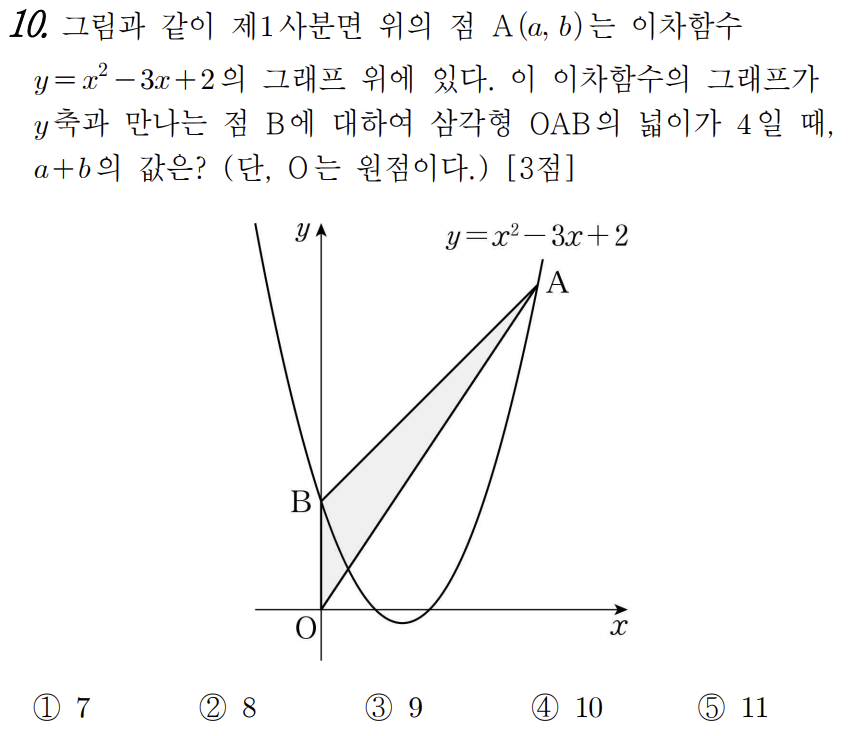 10. 그림과 같이 제1사분면 위의 점 A(a, b)는 이차함수
y=x²-3x+2의 그래프 위에 있다. 이 이차함수의 그래프가
y축과 만나는 점 B에 대하여 삼각형 OAB의 넓이가 4일 때,
a+b의 값은? (단, O는 원점이다.) [3점]
y
y=x²-3x+2
A
B
O
x
① 7 ② 8 ③ 9 ④ 10 ⑤ 11